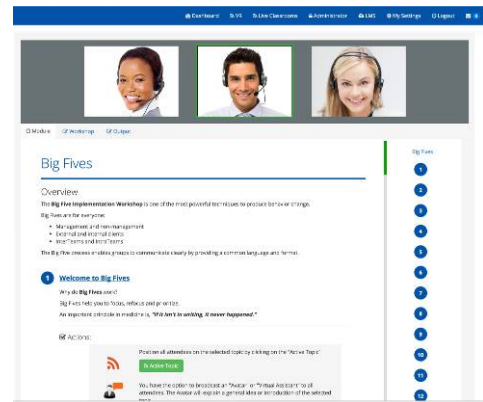 Dashboard
Live Classrooms
Administrator
LMS
My Settings
Logout
Module
Workshop
Output
Big Fives
Overview
The Big Five Implementation Workshop is one of the most powerful techniques to produce behavior change.
Big Fives are for everyone:
Management and non-management
External and internal clients
InterTeams and IntraTeams
The Big Five process enables groups to communicate clearly by providing a common language and format.
1 Welcome to Big Fives
Why do Big Fives work?
Big Fives help you to focus, refocus and prioritize.
An important principle in medicine is, "If it isn't in writing, it never happened."
Actions:
Position all attendees on the selected topic by clicking on the "Active Topic"
Active Topic
You have the option to broadcast an "Avatar" or "Virtual Assistant" to all
attendees. The Avatar will explain a general idea or introduction of the selected
topic.
Big Fives
1
2
3
4
5
6
7
8
9
10
11
12